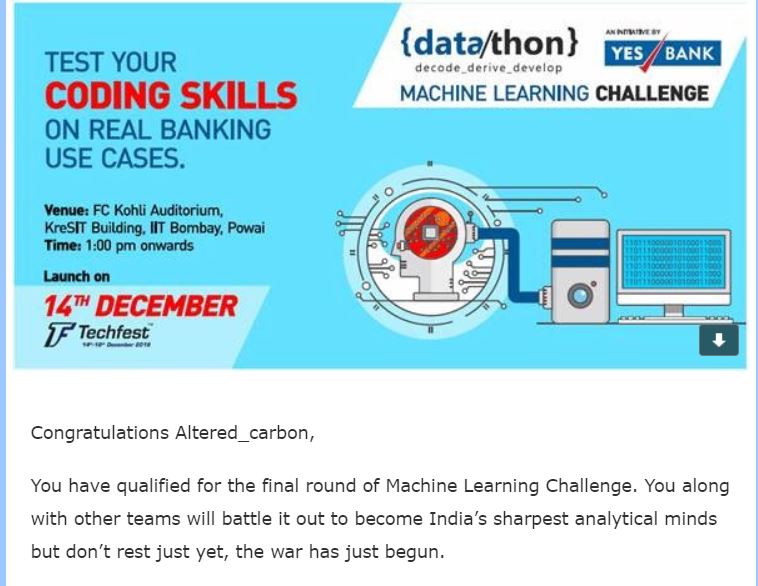 TEST YOUR
CODING SKILLS
ON REAL BANKING
USE CASES.
Venue: FC Kohli Auditorium,
KreSIT Building, IIT Bombay, Powai
Time: 1:00 pm onwards
Launch on
14TH DECEMBER
Techfest
{data/thon}
decode_derive_develop
AN INITIATIVE BY
YES BANK
MACHINE LEARNING CHALLENGE
Congratulations Altered_carbon,
You have qualified for the final round of Machine Learning Challenge. You along
with other teams will battle it out to become India’s sharpest analytical minds
but don’t rest just yet, the war has just begun.